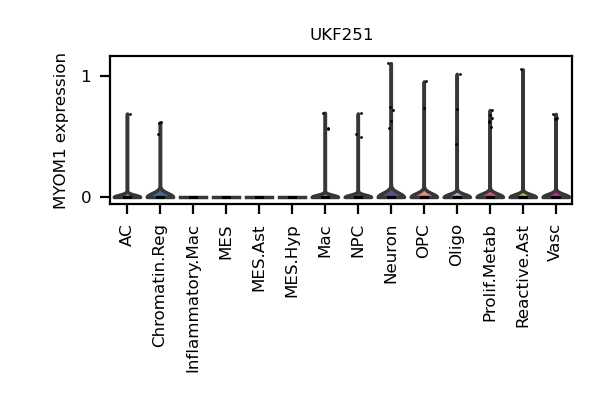 UKF251
MYOM1 expression
1
0
AC
Chromatin.Reg
Inflammatory.Mac
MES
MES.Ast
MES.Hyp
Mac
NPC
Neuron
OPC
Oligo
Prolif.Metab
Reactive.Ast
Vasc